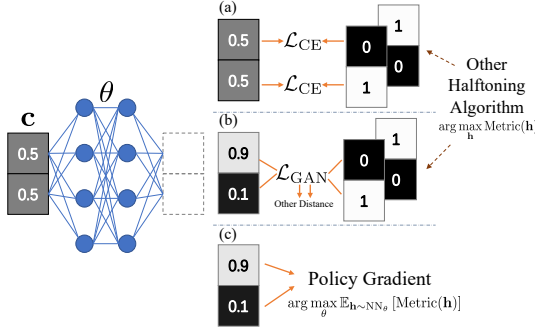 c
θ
0.5
0.5
(a)
0.5
0.5
ℒCE
ℒCE
1
0
0
1
Other
Halftoning
Algorithm
arg max Metric(h)
h
(b)
0.9
0.1
ℒGAN
Other Distance
1
0
0
1
(c)
0.9
0.1
Policy Gradient
arg max 𝔼h∼NNθ [Metric(h)]
θ